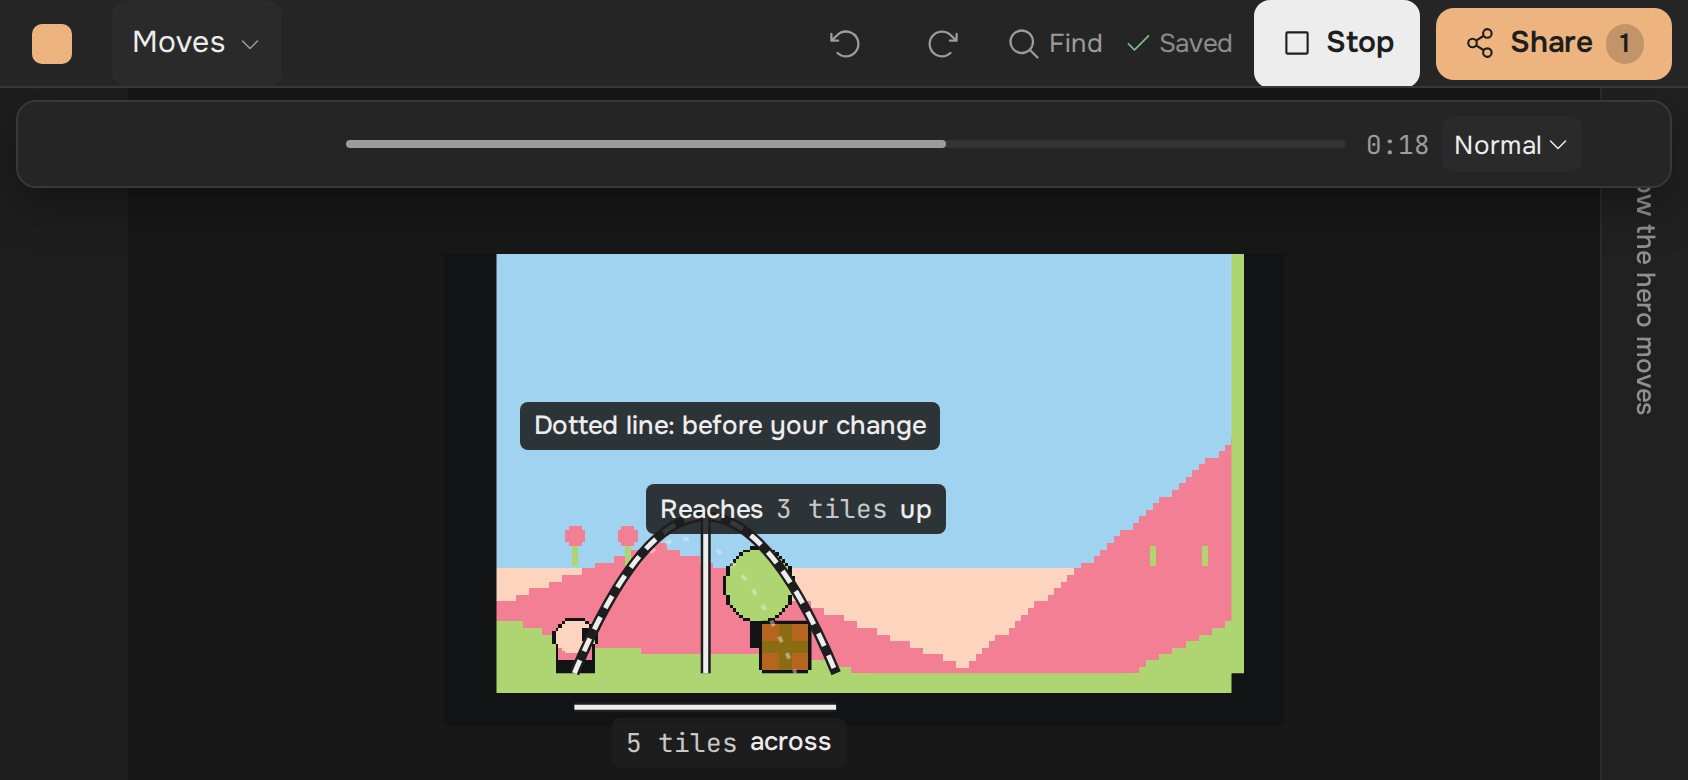 Moves
Find
Saved
Stop
Share 1
0:18
Normal
the hero moves
Dotted line: before your change
Reaches 3 tiles up
5 tiles across